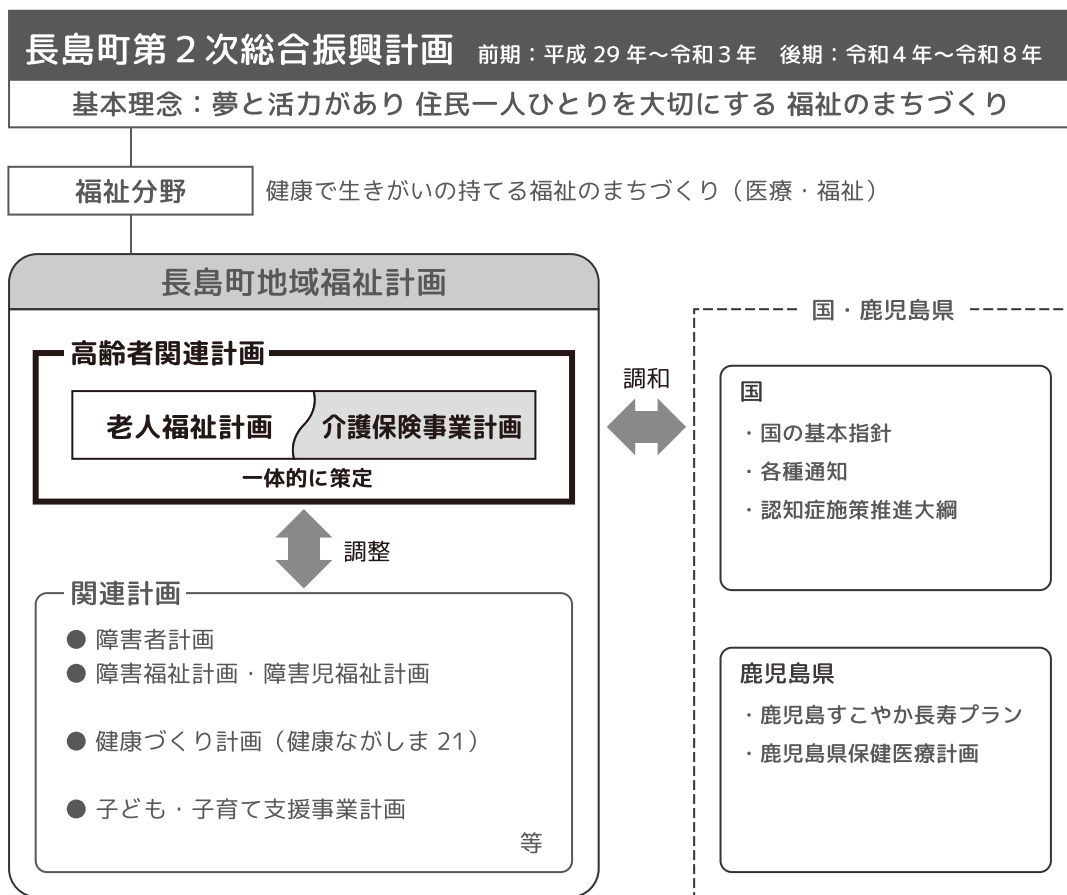 長島町第２次総合振興計画 前期：平成 29 年～令和３年 後期：令和４年～令和８年
基本理念：夢と活力があり 住民一人ひとりを大切にする 福祉のまちづくり
福祉分野 健康で生きがいの持てる福祉のまちづくり（医療・福祉）
長島町地域福祉計画
高齢者関連計画
老人福祉計画 介護保険事業計画
一体的に策定
調整
関連計画
● 障害者計画
● 障害福祉計画・障害児福祉計画
● 健康づくり計画（健康ながしま 21）
● 子ども・子育て支援事業計画
等
調和
国・鹿児島県
国
・国の基本指針
・各種通知
・認知症施策推進大綱
鹿児島県
・鹿児島すこやか長寿プラン
・鹿児島県保健医療計画